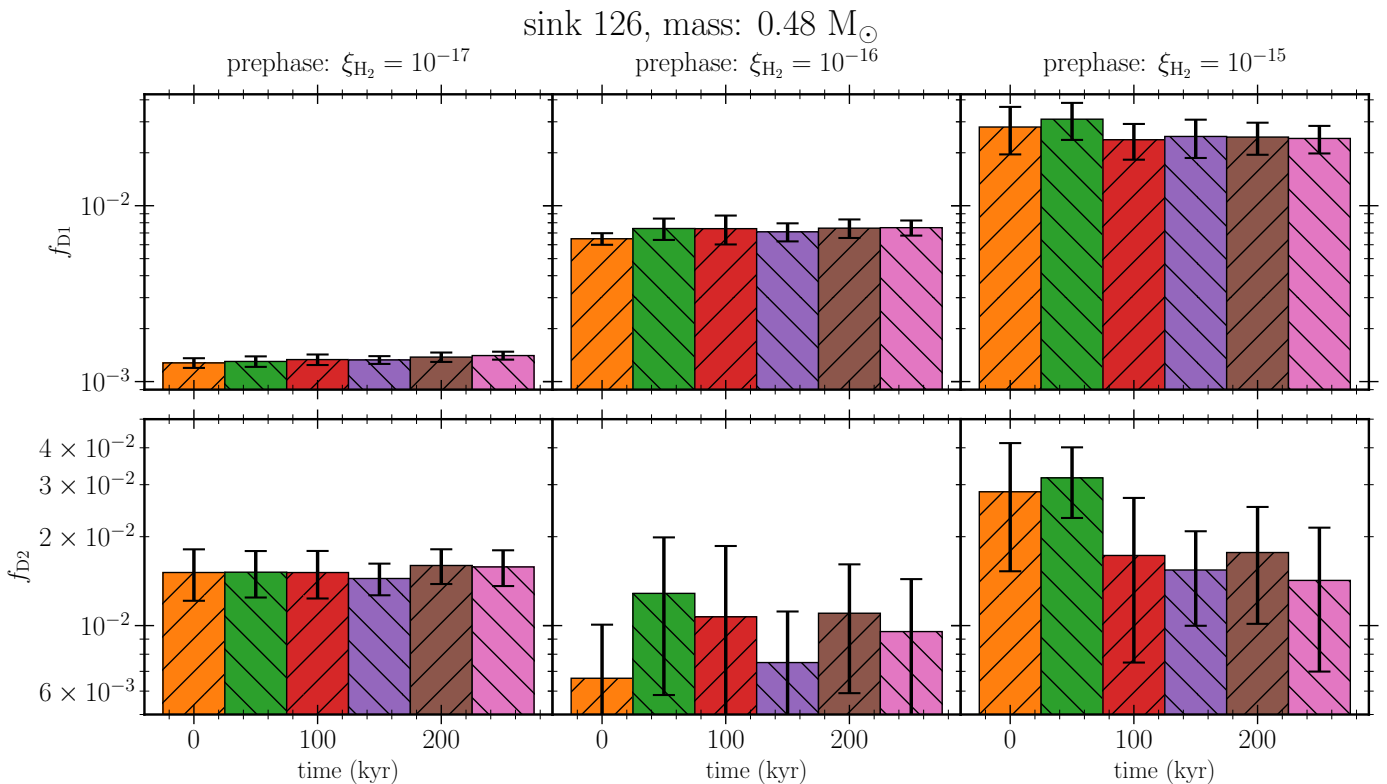 sink 126, mass: 0.48 M⊙
prephase: ξH₂ = 10⁻¹⁷
prephase: ξH₂ = 10⁻¹⁶
prephase: ξH₂ = 10⁻¹⁵
10⁻²
10⁻³
fD1
4 × 10⁻²
3 × 10⁻²
2 × 10⁻²
10⁻²
6 × 10⁻³
fD2
0 100 200
0 100 200
0 100 200
time (kyr)
time (kyr)
time (kyr)